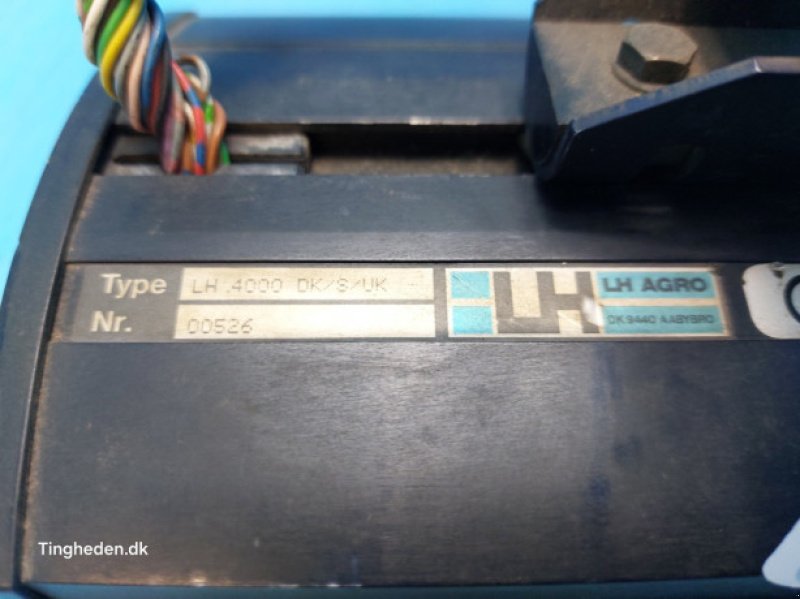 Type LH 4000 DK/S/UK
Nr. 00526
LH
LH AGRO
DK 9440 AABYBRO
Tingheden.dk